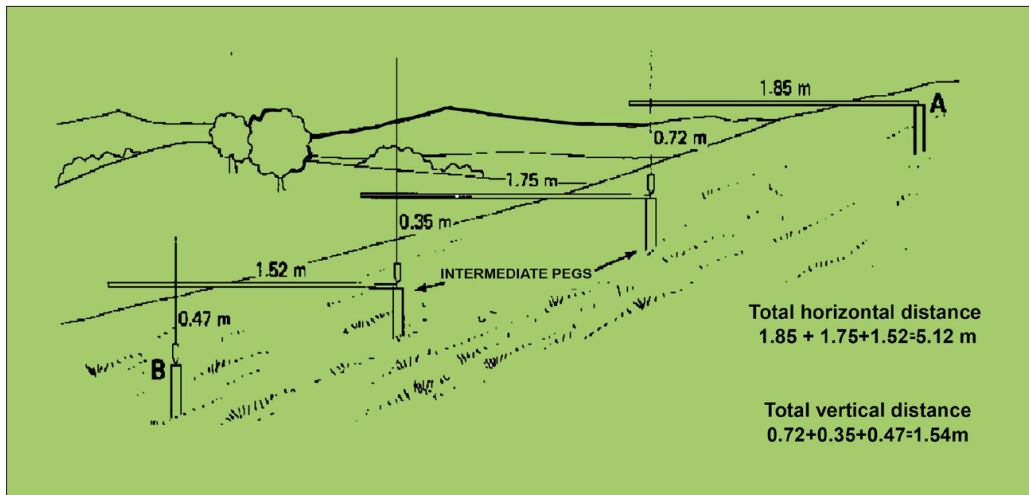 1.85 m
A
0.72 m
1.75 m
0.35 m
INTERMEDIATE PEGS
1.52 m
0.47 m
B
Total horizontal distance
1.85 + 1.75+1.52=5.12 m
Total vertical distance
0.72+0.35+0.47=1.54m